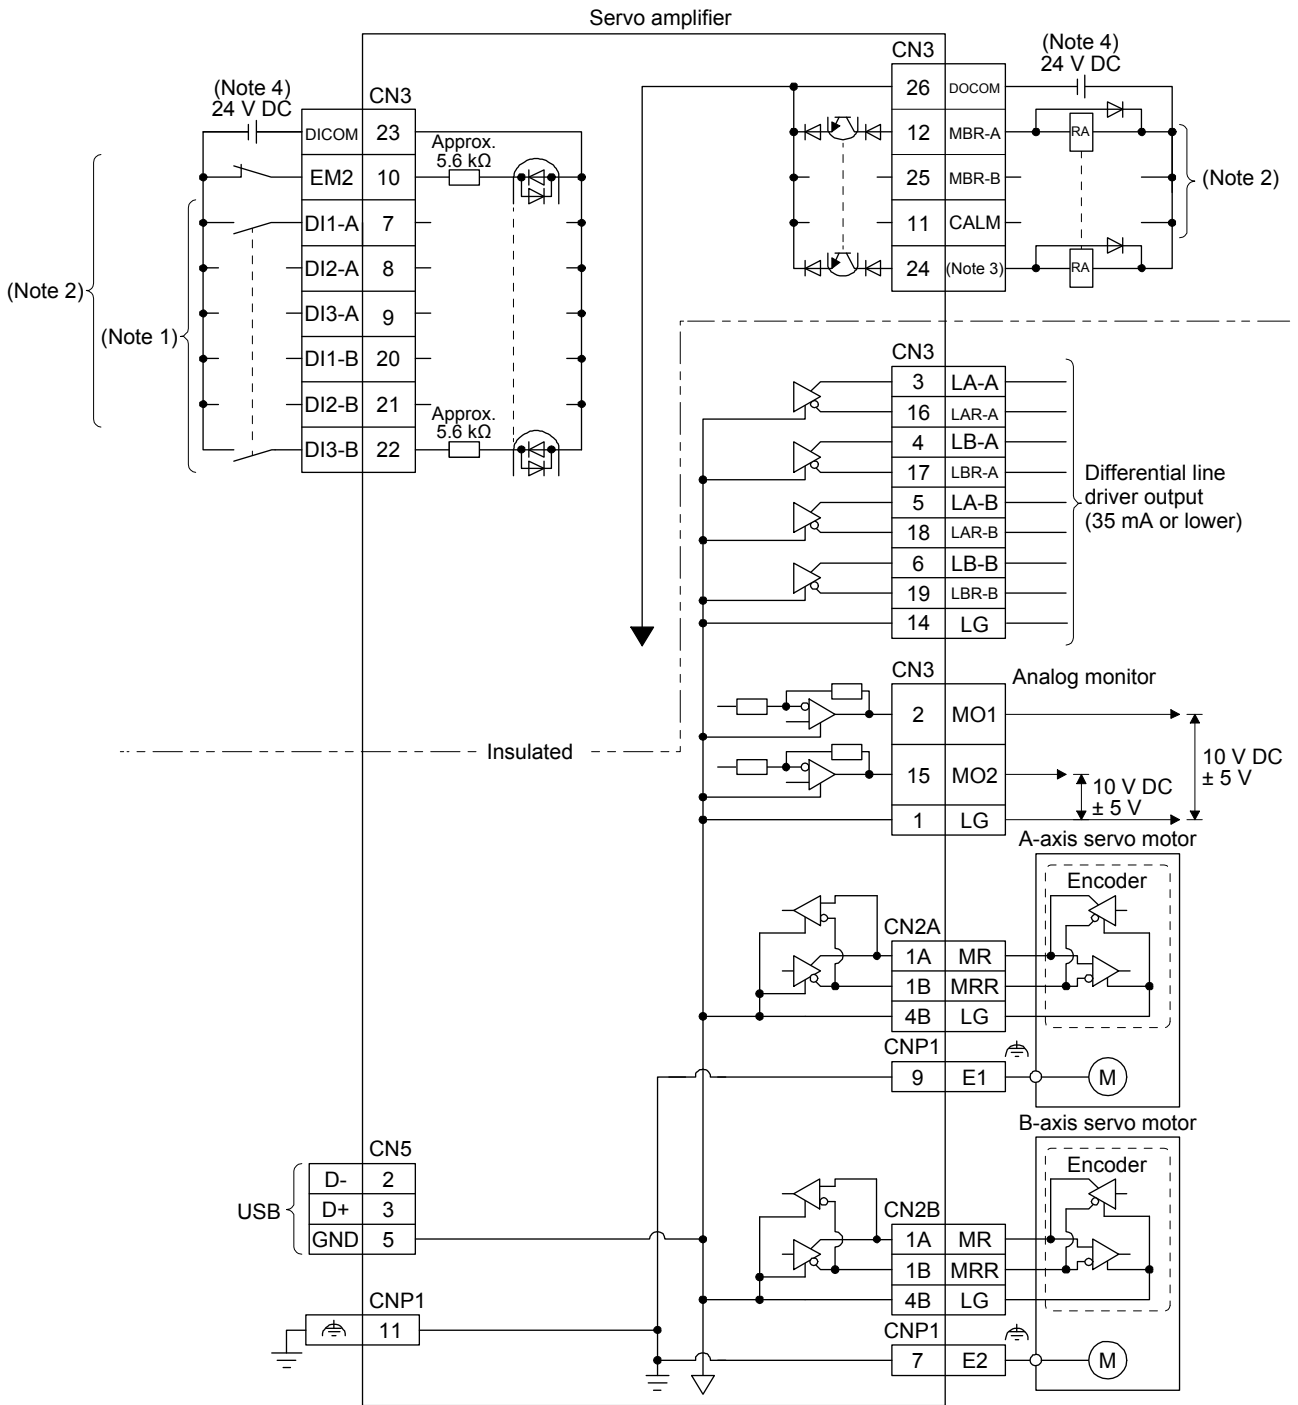 Servo amplifier
(Note 4)
24 V DC
CN3
DICOM 23
EM2 10
DI1-A 7
DI2-A 8
DI3-A 9
DI1-B 20
DI2-B 21
DI3-B 22
Approx.
5.6 kΩ
Approx.
5.6 kΩ
(Note 2)
(Note 1)
CN3
(Note 4)
24 V DC
26 DOCOM
12 MBR-A
25 MBR-B
11 CALM
24 (Note 3)
RA
RA
(Note 2)
CN3
3 LA-A
16 LAR-A
4 LB-A
17 LBR-A
5 LA-B
18 LAR-B
6 LB-B
19 LBR-B
14 LG
Differential line
driver output
(35 mA or lower)
Insulated
CN3
Analog monitor
2 MO1
15 MO2
1 LG
10 V DC
± 5 V
10 V DC
± 5 V
A-axis servo motor
Encoder
CN2A
1A MR
1B MRR
4B LG
CNP1
9 E1
M
B-axis servo motor
Encoder
CN2B
1A MR
1B MRR
4B LG
CNP1
7 E2
M
CN5
USB
D- 2
D+ 3
GND 5
CNP1
11